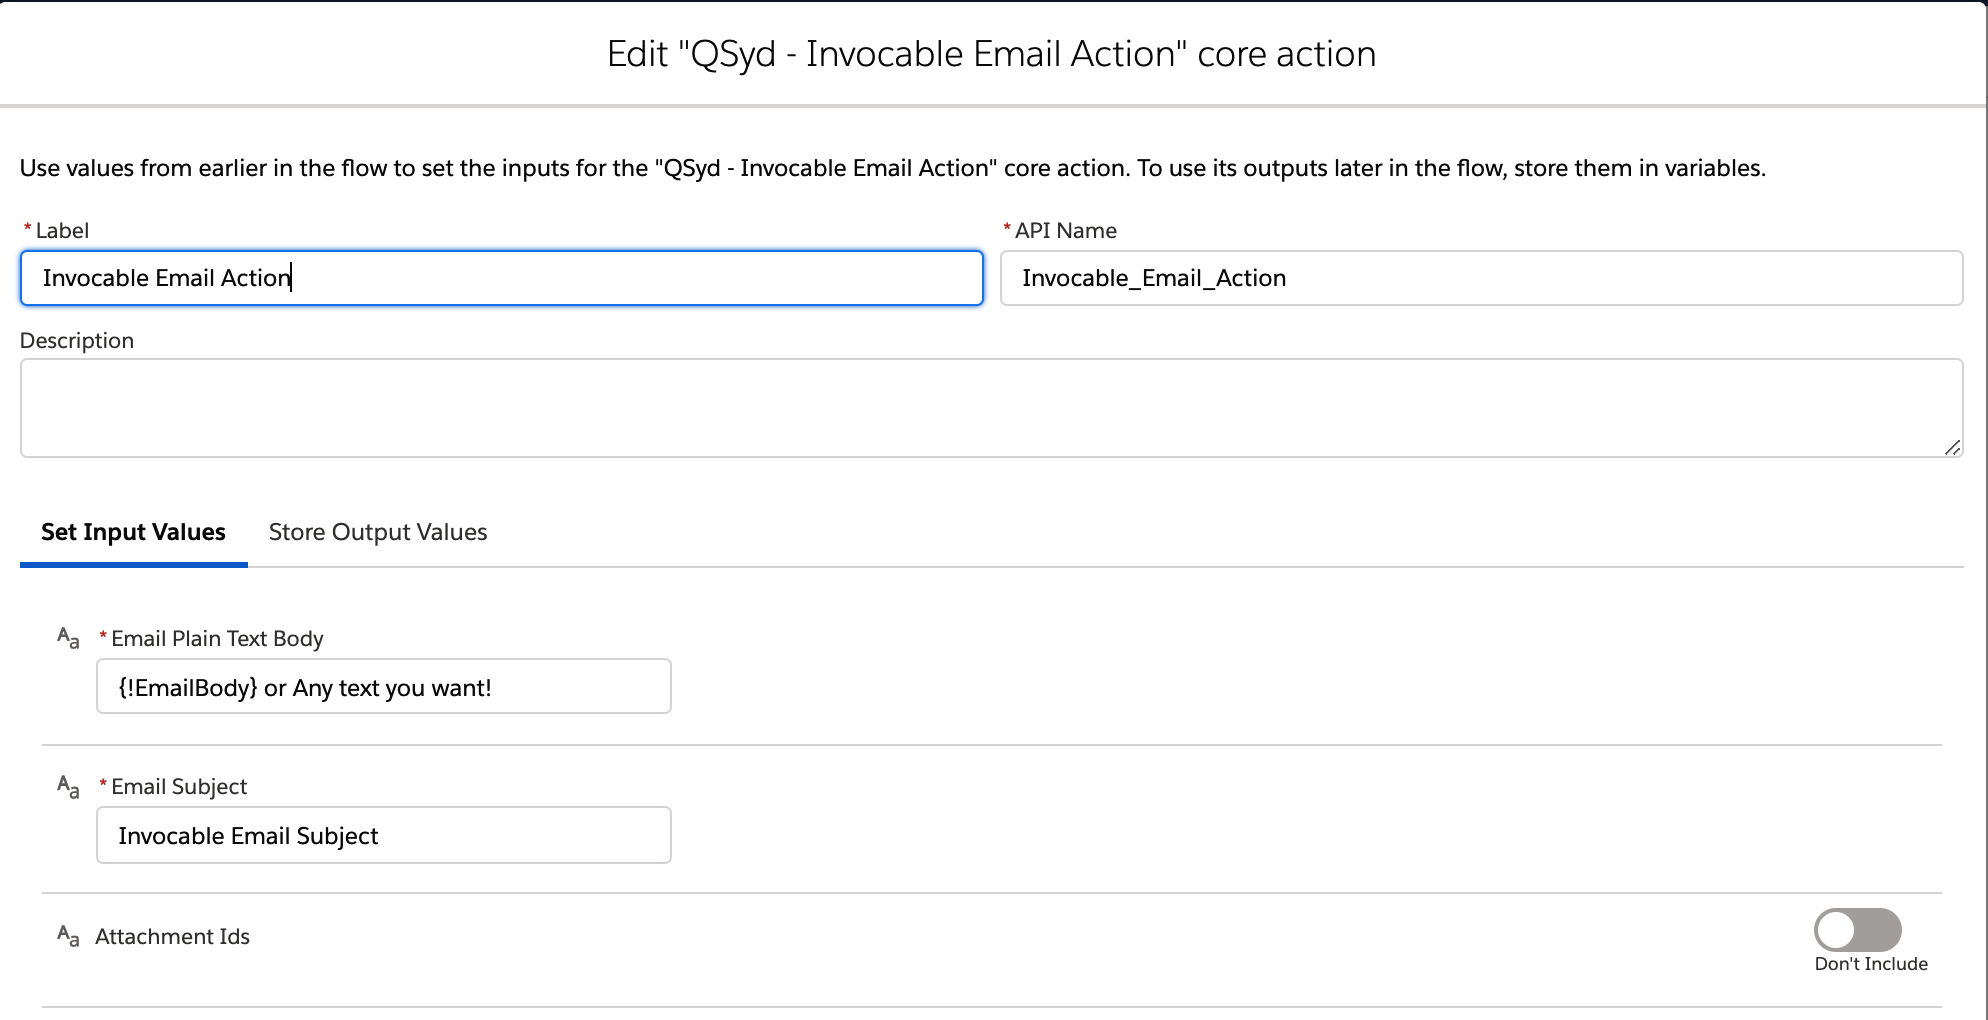 Edit "QSyd - Invocable Email Action" core action
Use values from earlier in the flow to set the inputs for the "QSyd - Invocable Email Action" core action. To use its outputs later in the flow, store them in variables.
* Label
* API Name
Invocable Email Action
Invocable_Email_Action
Description
Set Input Values
Store Output Values
Aa * Email Plain Text Body
{!EmailBody} or Any text you want!
Aa * Email Subject
Invocable Email Subject
Aa Attachment Ids
Don't Include